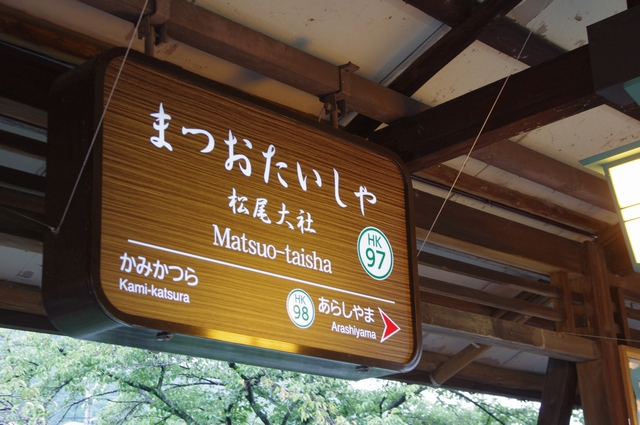 まつおたいしや
松尾大社
Matsuo-taisha
HK
97
かみかつら
Kami-katsura
HK
98
あらしやま
Arashiyama